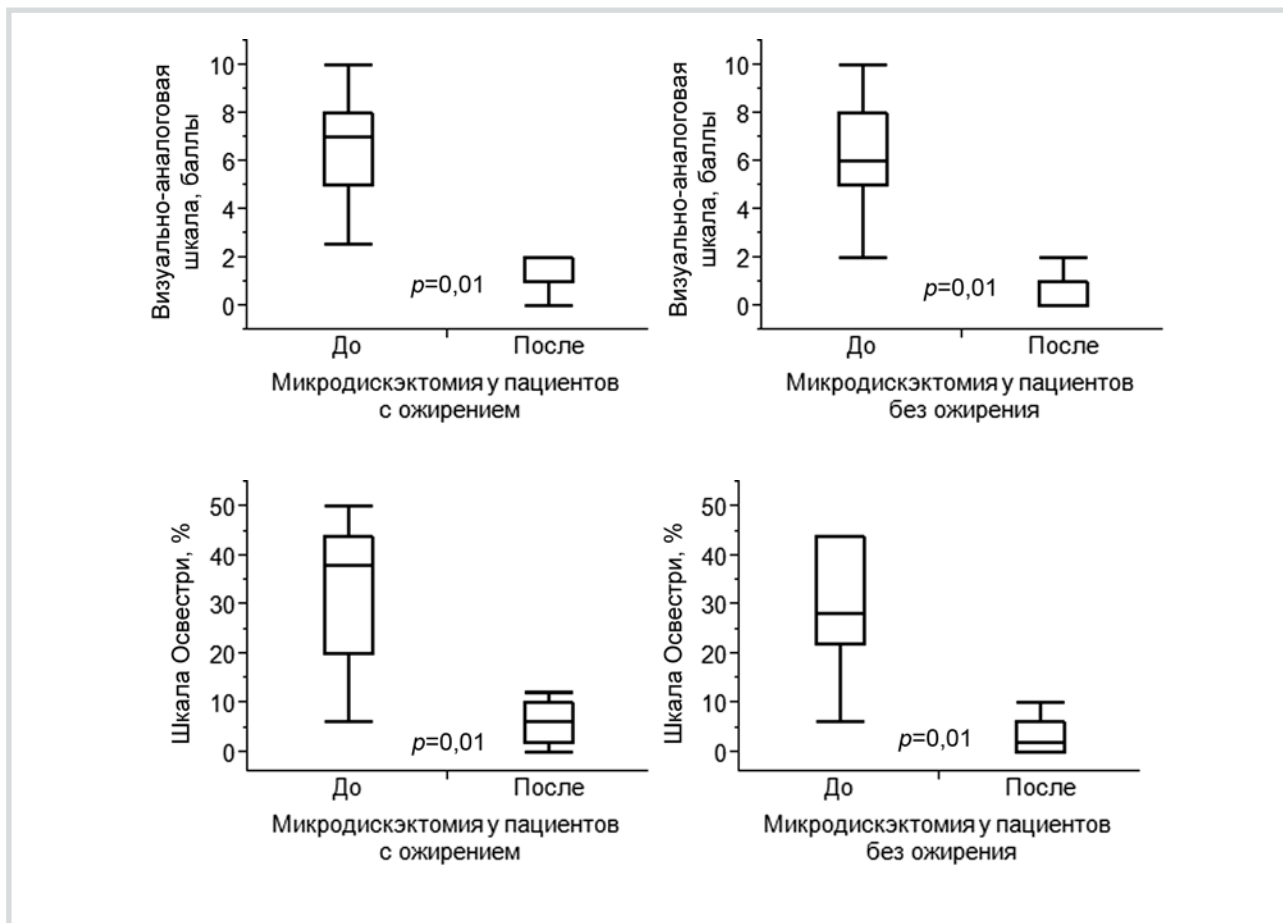 Визуально-аналоговая
шкала, баллы
10
8
6
4
2
0
p=0,01
До
После
Микродискэктомия у пациентов
с ожирением
Визуально-аналоговая
шкала, баллы
10
8
6
4
2
0
p=0,01
До
После
Микродискэктомия у пациентов
без ожирения
Шкала Освестри, %
50
40
30
20
10
0
p=0,01
До
После
Микродискэктомия у пациентов
с ожирением
Шкала Освестри, %
50
40
30
20
10
0
p=0,01
До
После
Микродискэктомия у пациентов
без ожирения